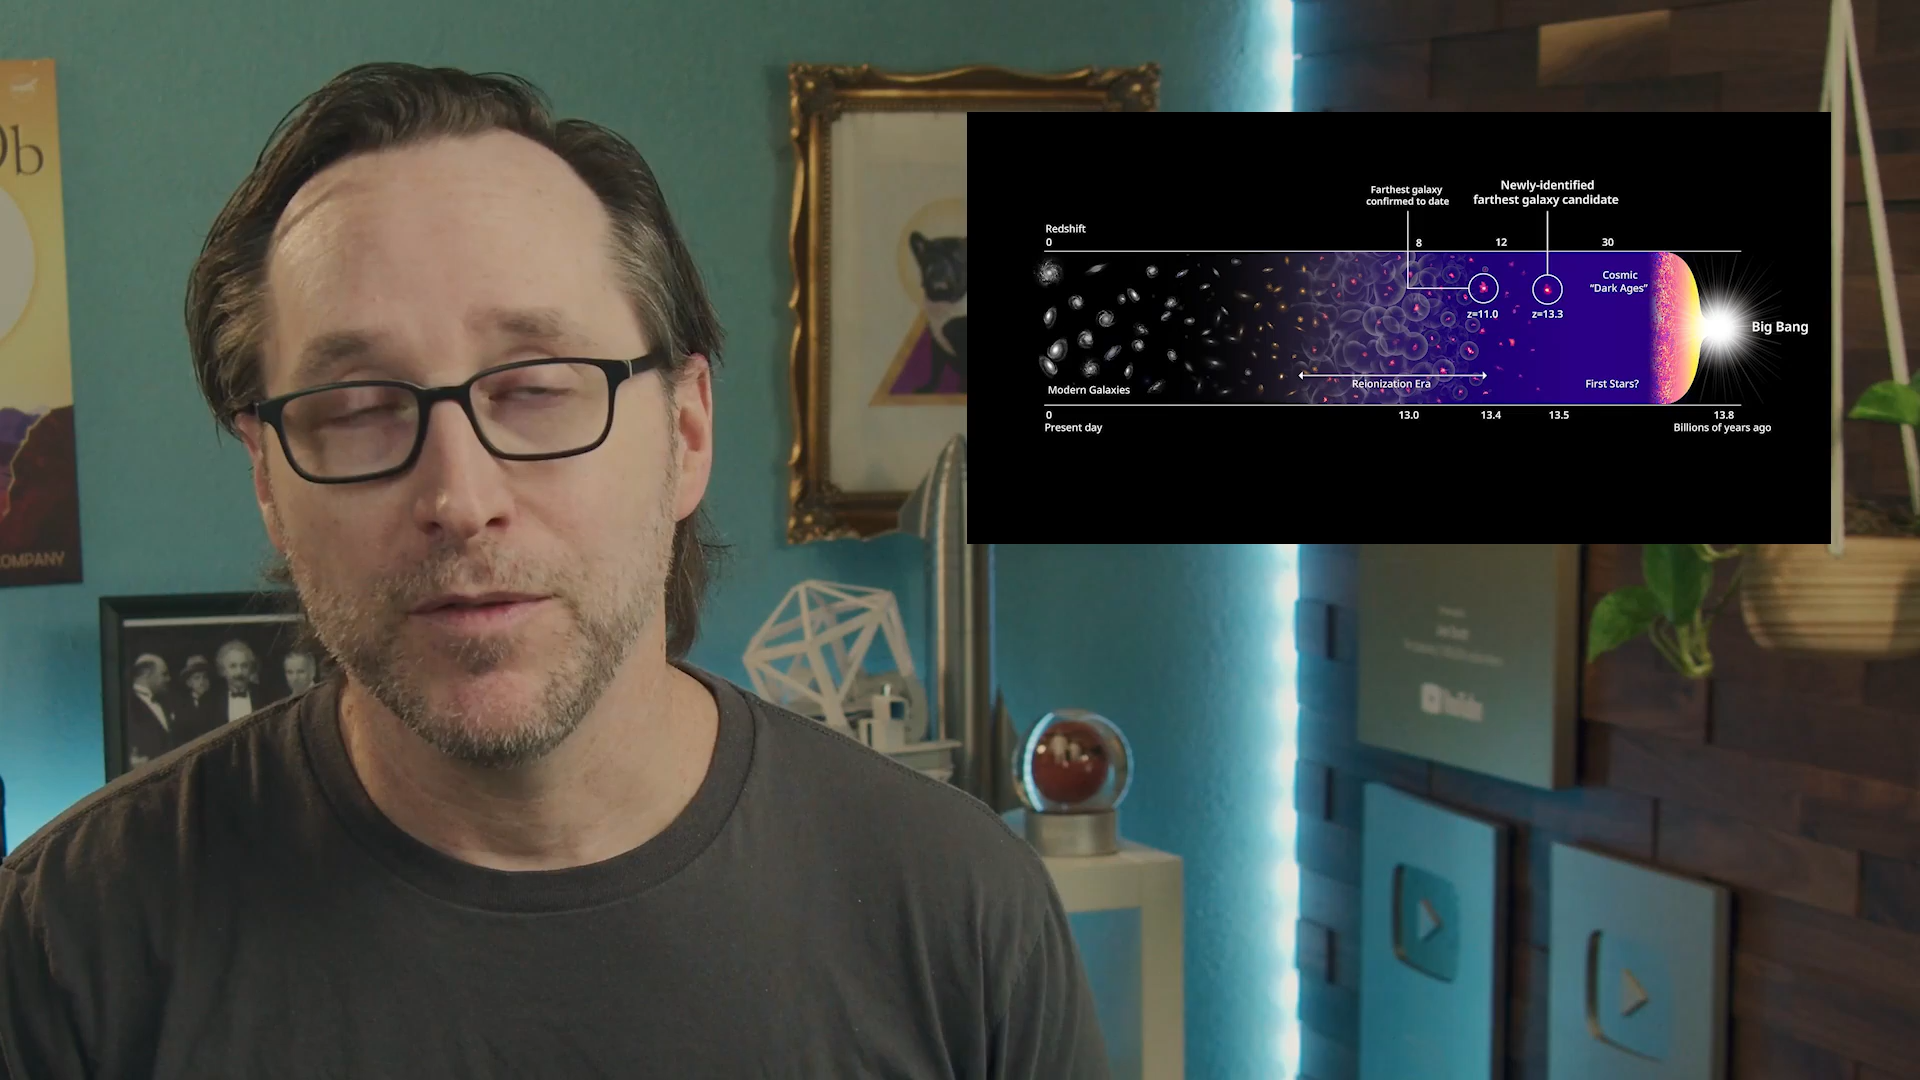 Ob
COMPANY
Farthest galaxy
confirmed to date
Newly-identified
farthest galaxy candidate
Redshift
0
8
12
30
Cosmic
“Dark Ages”
z=11.0
z=13.3
Big Bang
Modern Galaxies
Reionization Era
First Stars?
0
13.0
13.4
13.5
13.8
Present day
Billions of years ago
YouTube